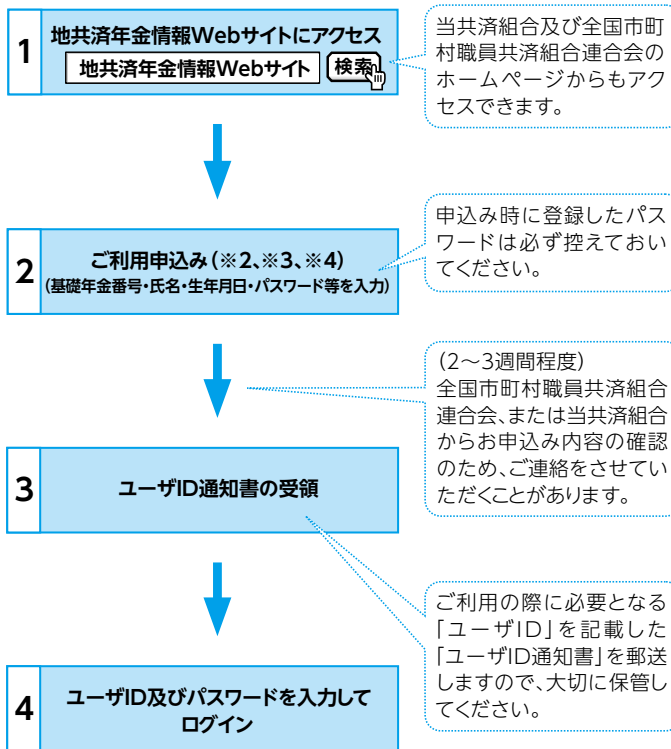 1
地共済年金情報Webサイトにアクセス
地共済年金情報Webサイト 検索
当共済組合及び全国市町
村職員共済組合連合会の
ホームページからもアク
セスできます。
2
ご利用申込み(※2、※3、※4)
(基礎年金番号・氏名・生年月日・パスワード等を入力)
申込み時に登録したパス
ワードは必ず控えておい
てください。
(2～3週間程度)
全国市町村職員共済組合
連合会、または当共済組合
からお申込み内容の確認
のため、ご連絡をさせてい
ただくことがあります。
3
ユーザID通知書の受領
ご利用の際に必要となる
「ユーザID」を記載した
「ユーザID通知書」を郵送
しますので、大切に保管し
てください。
4
ユーザID及びパスワードを入力して
ログイン